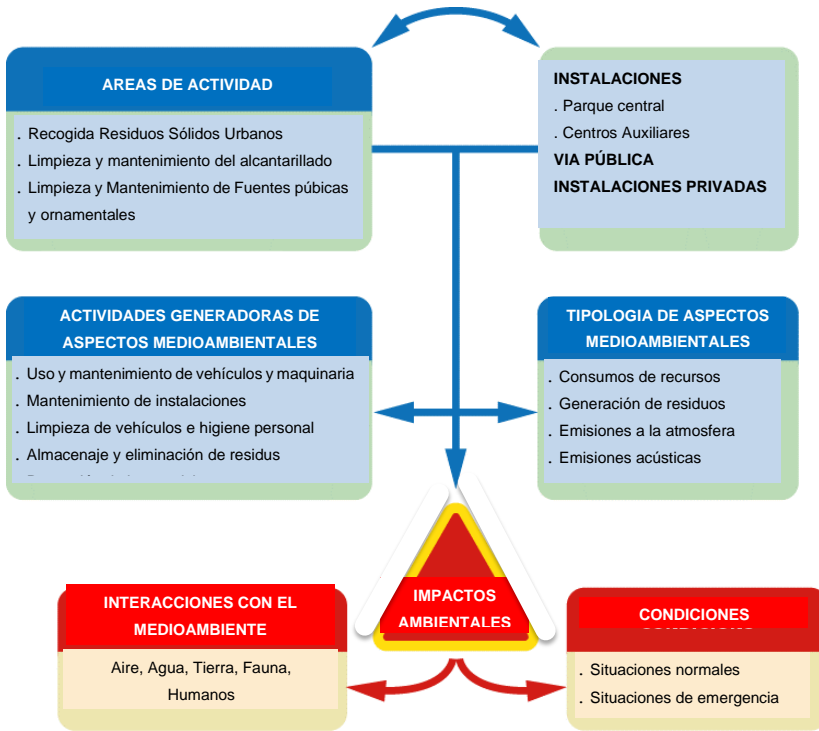 AREAS DE ACTIVIDAD
. Recogida Residuos Sólidos Urbanos
. Limpieza y mantenimiento del alcantarillado
. Limpieza y Mantenimiento de Fuentes púbicas
y ornamentales
INSTALACIONES
. Parque central
. Centros Auxiliares
VIA PÚBLICA
INSTALACIONES PRIVADAS
ACTIVIDADES GENERADORAS DE
ASPECTOS MEDIOAMBIENTALES
. Uso y mantenimiento de vehículos y maquinaria
. Mantenimiento de instalaciones
. Limpieza de vehículos e higiene personal
. Almacenaje y eliminación de residus
TIPOLOGIA DE ASPECTOS
MEDIOAMBIENTALES
. Consumos de recursos
. Generación de residuos
. Emisiones a la atmosfera
. Emisiones acústicas
IMPACTOS
AMBIENTALES
INTERACCIONES CON EL
MEDIOAMBIENTE
Aire, Agua, Tierra, Fauna,
Humanos
CONDICIONES
. Situaciones normales
. Situaciones de emergencia